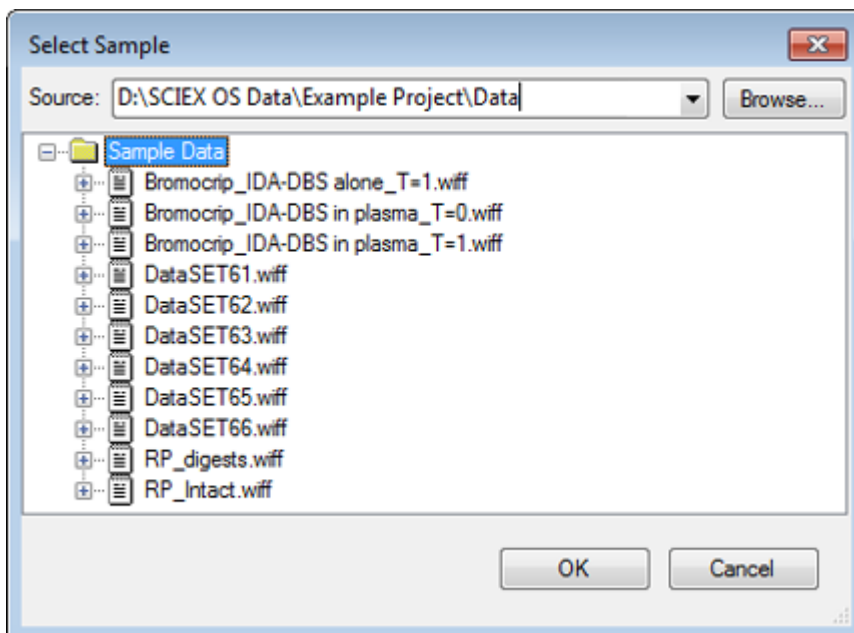 Select Sample
Source: D:\SCIEX OS Data\Example Project\Data Browse...
Sample Data
Bromocrip_IDA-DBS alone_T=1.wiff
Bromocrip_IDA-DBS in plasma_T=0.wiff
Bromocrip_IDA-DBS in plasma_T=1.wiff
DataSET61.wiff
DataSET62.wiff
DataSET63.wiff
DataSET64.wiff
DataSET65.wiff
DataSET66.wiff
RP_digests.wiff
RP_Intact.wiff
OK Cancel